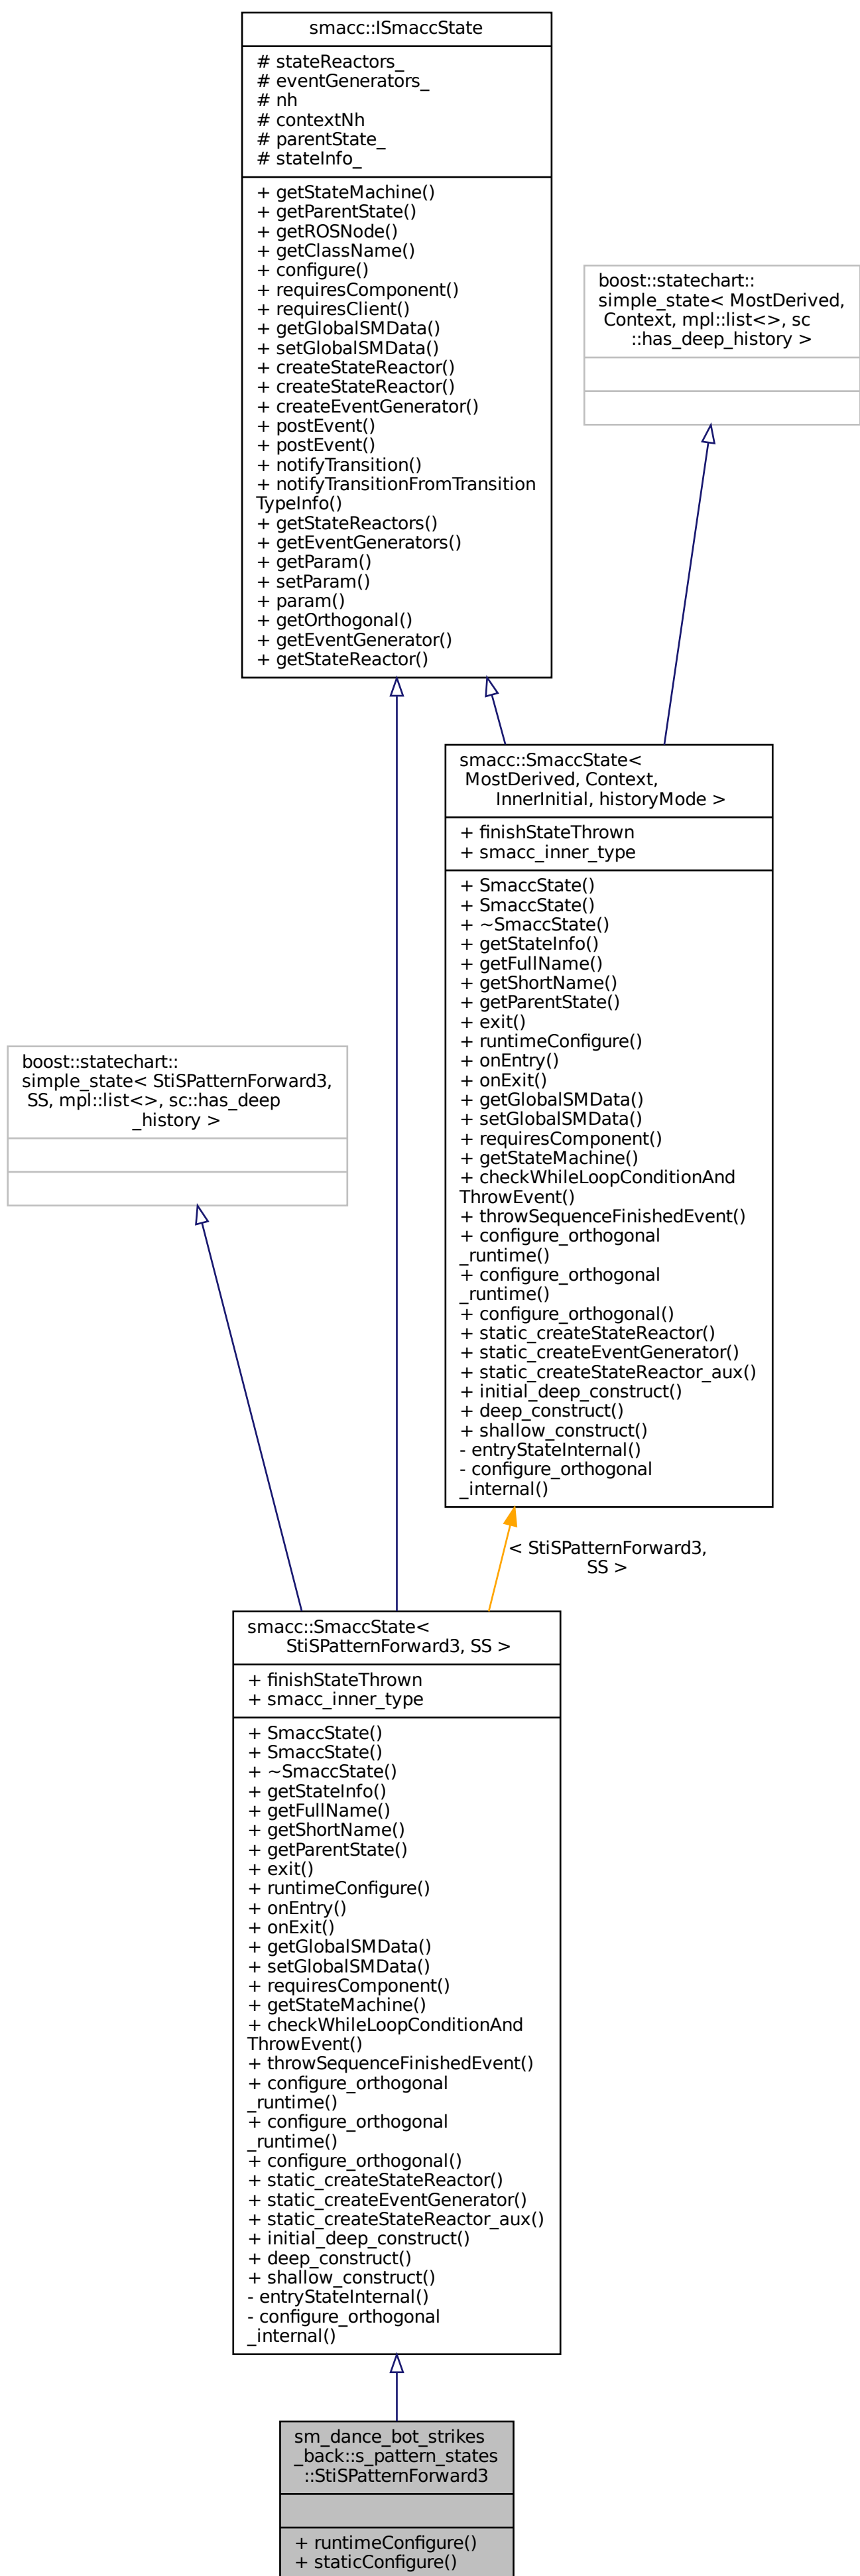 smacc::ISmaccState
# stateReactors_
# eventGenerators_
# nh
# contextNh
# parentState_
# stateInfo_
+ getStateMachine()
+ getParentState()
+ getROSNode()
+ getClassName()
+ configure()
+ requiresComponent()
+ requiresClient()
+ getGlobalSMData()
+ setGlobalSMData()
+ createStateReactor()
+ createStateReactor()
+ createEventGenerator()
+ postEvent()
+ postEvent()
+ notifyTransition()
+ notifyTransitionFromTransition
TypeInfo()
+ getStateReactors()
+ getEventGenerators()
+ getParam()
+ setParam()
+ param()
+ getOrthogonal()
+ getEventGenerator()
+ getStateReactor()
boost::statechart::
simple_state< MostDerived,
Context, mpl::list<>, sc
::has_deep_history >
smacc::SmaccState<
MostDerived, Context,
InnerInitial, historyMode >
+ finishStateThrown
+ smacc_inner_type
+ SmaccState()
+ SmaccState()
+ ~SmaccState()
+ getStateInfo()
+ getFullName()
+ getShortName()
+ getParentState()
+ exit()
+ runtimeConfigure()
+ onEntry()
+ onExit()
+ getGlobalSMData()
+ setGlobalSMData()
+ requiresComponent()
+ getStateMachine()
+ checkWhileLoopConditionAnd
ThrowEvent()
+ throwSequenceFinishedEvent()
+ configure_orthogonal
_runtime()
+ configure_orthogonal
_runtime()
+ configure_orthogonal()
+ static_createStateReactor()
+ static_createEventGenerator()
+ static_createStateReactor_aux()
+ initial_deep_construct()
+ deep_construct()
+ shallow_construct()
- entryStateInternal()
- configure_orthogonal
_internal()
boost::statechart::
simple_state< StiSPatternForward3,
SS, mpl::list<>, sc::has_deep
_history >
< StiSPatternForward3,
SS >
smacc::SmaccState<
StiSPatternForward3, SS >
+ finishStateThrown
+ smacc_inner_type
+ SmaccState()
+ SmaccState()
+ ~SmaccState()
+ getStateInfo()
+ getFullName()
+ getShortName()
+ getParentState()
+ exit()
+ runtimeConfigure()
+ onEntry()
+ onExit()
+ getGlobalSMData()
+ setGlobalSMData()
+ requiresComponent()
+ getStateMachine()
+ checkWhileLoopConditionAnd
ThrowEvent()
+ throwSequenceFinishedEvent()
+ configure_orthogonal
_runtime()
+ configure_orthogonal
_runtime()
+ configure_orthogonal()
+ static_createStateReactor()
+ static_createEventGenerator()
+ static_createStateReactor_aux()
+ initial_deep_construct()
+ deep_construct()
+ shallow_construct()
- entryStateInternal()
- configure_orthogonal
_internal()
sm_dance_bot_strikes
_back::s_pattern_states
::StiSPatternForward3
+ runtimeConfigure()
+ staticConfigure()